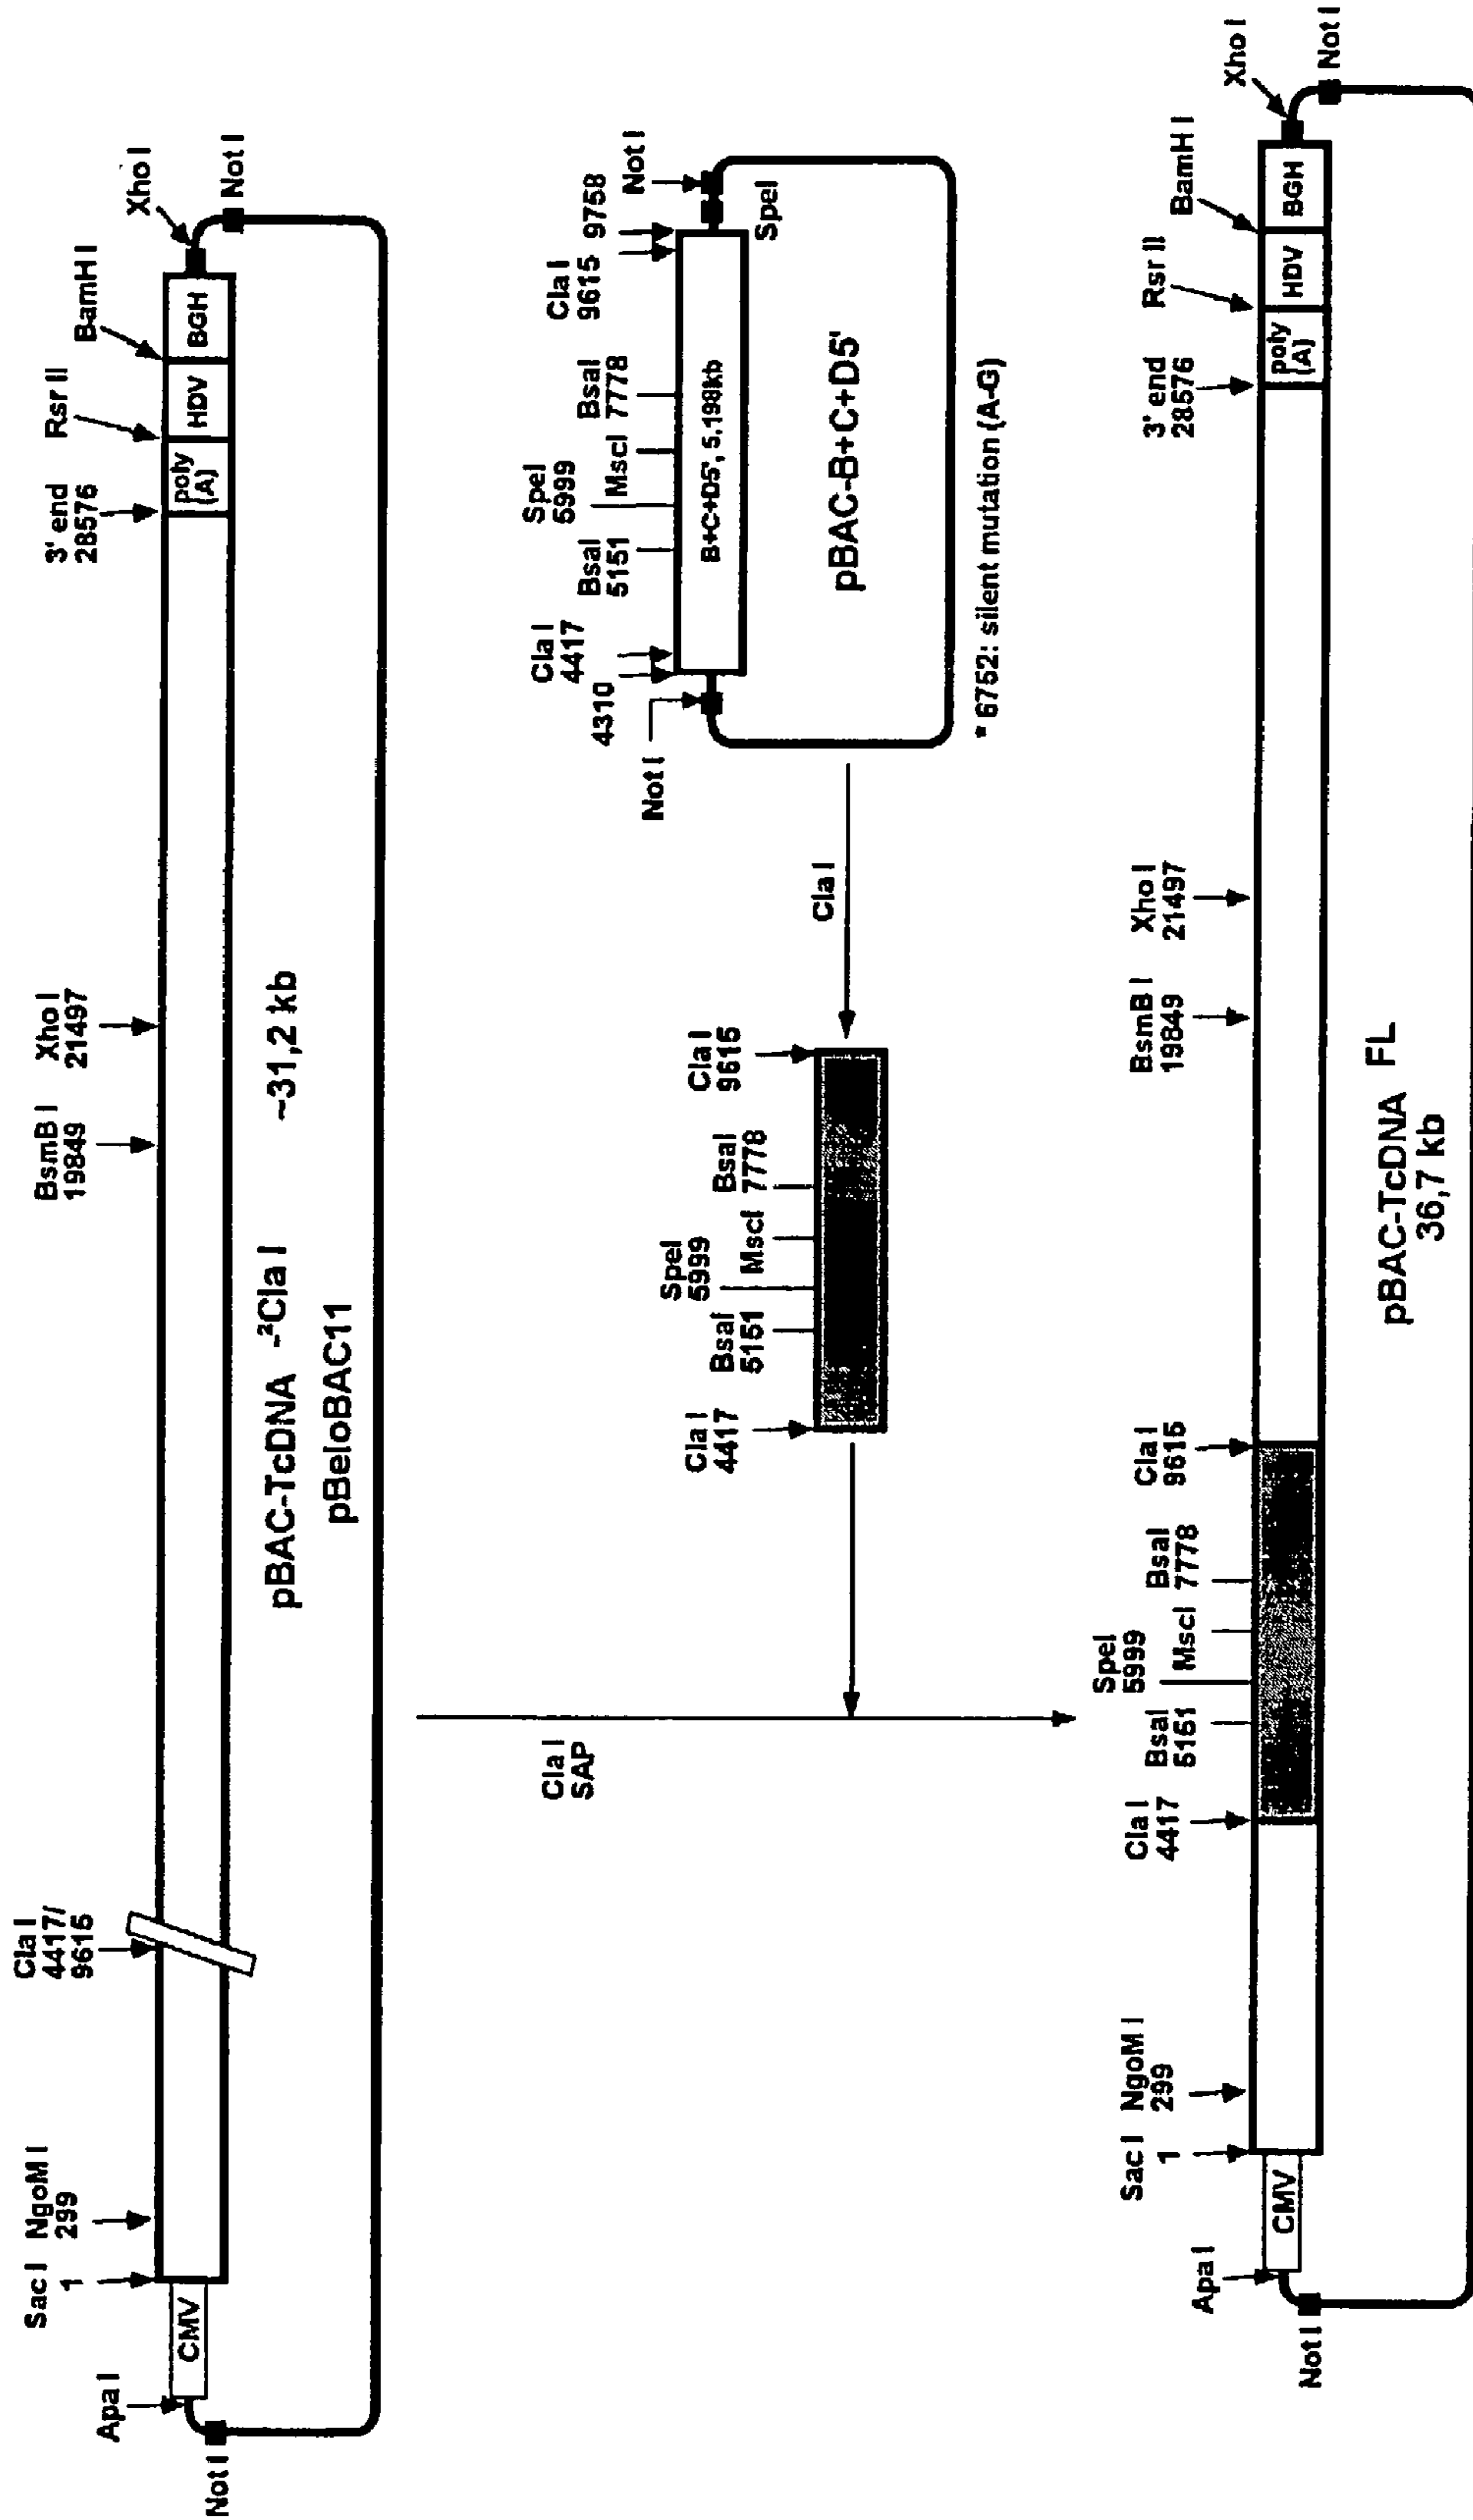 Not I
Apa I
CMV
Sac I
1
NgoM I
299
Cla I
4417/
9615
BsmB I
19849
Xho I
21497
3' end
28576
poly
(A)
Rsr II
HDV
BamH I
BGH
Xho I
Not I
pBAC-TcDNA -²Cla I
~31,2 kb
pBeloBAC11
Cla I
SAP
Cla I
4417
BsaI
5151
SpeI
5999
MscI
BsaI
7778
Cla I
9615
Cla I
Not I
4310
Cla I
4417
BsaI
5151
SpeI
5999
MscI
BsaI
7778
Cla I
9615
9758
Not I
SpeI
B+C+D5', 5.198kb
pBAC-B+C+D5'
* 6752: silent mutation (A-G)
Not I
Apa I
CMV
Sac I
1
NgoM I
299
Cla I
4417
BsaI
5151
SpeI
5999
MscI
BsaI
7778
Cla I
9615
BsmB I
19849
Xho I
21497
3' end
28576
poly
(A)
Rsr II
HDV
BamH I
BGH
Xho I
Not I
pBAC-TcDNA FL
36,7 kb